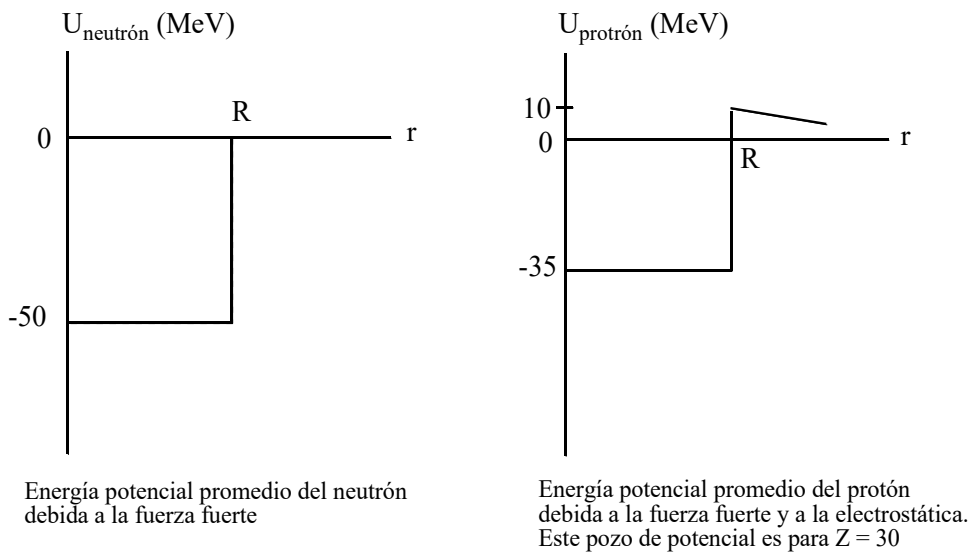 U_neutrón (MeV)
R
0
r
-50
Energía potencial promedio del neutrón
debida a la fuerza fuerte
U_protrón (MeV)
10
0
r
R
-35
Energía potencial promedio del protón
debida a la fuerza fuerte y a la electrostática.
Este pozo de potencial es para Z = 30